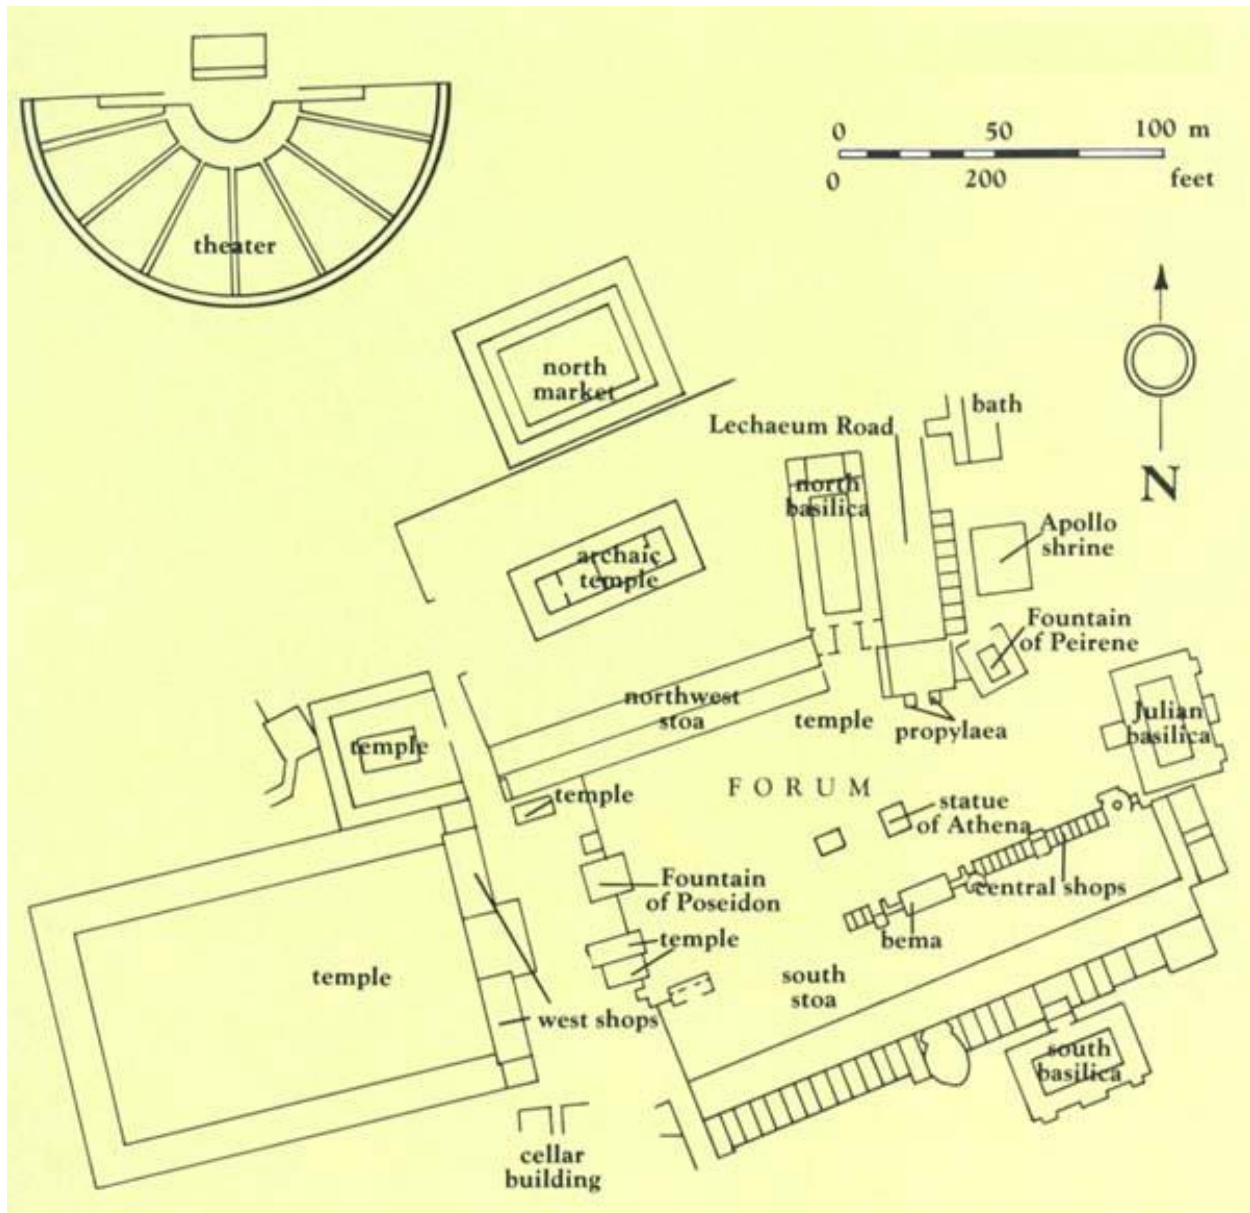 0 50 100 m
0 200 feet
theater
north
market
bath
Lechaeum Road
N
north
basilica
Apollo
shrine
archaic
temple
Fountain
of Peirene
northwest
stoa
temple
propylaea
Julian
basilica
temple
FORUM
temple
statue
of Athena
Fountain
of Poseidon
central shops
temple
bema
temple
south
stoa
west shops
south
basilica
cellar
building